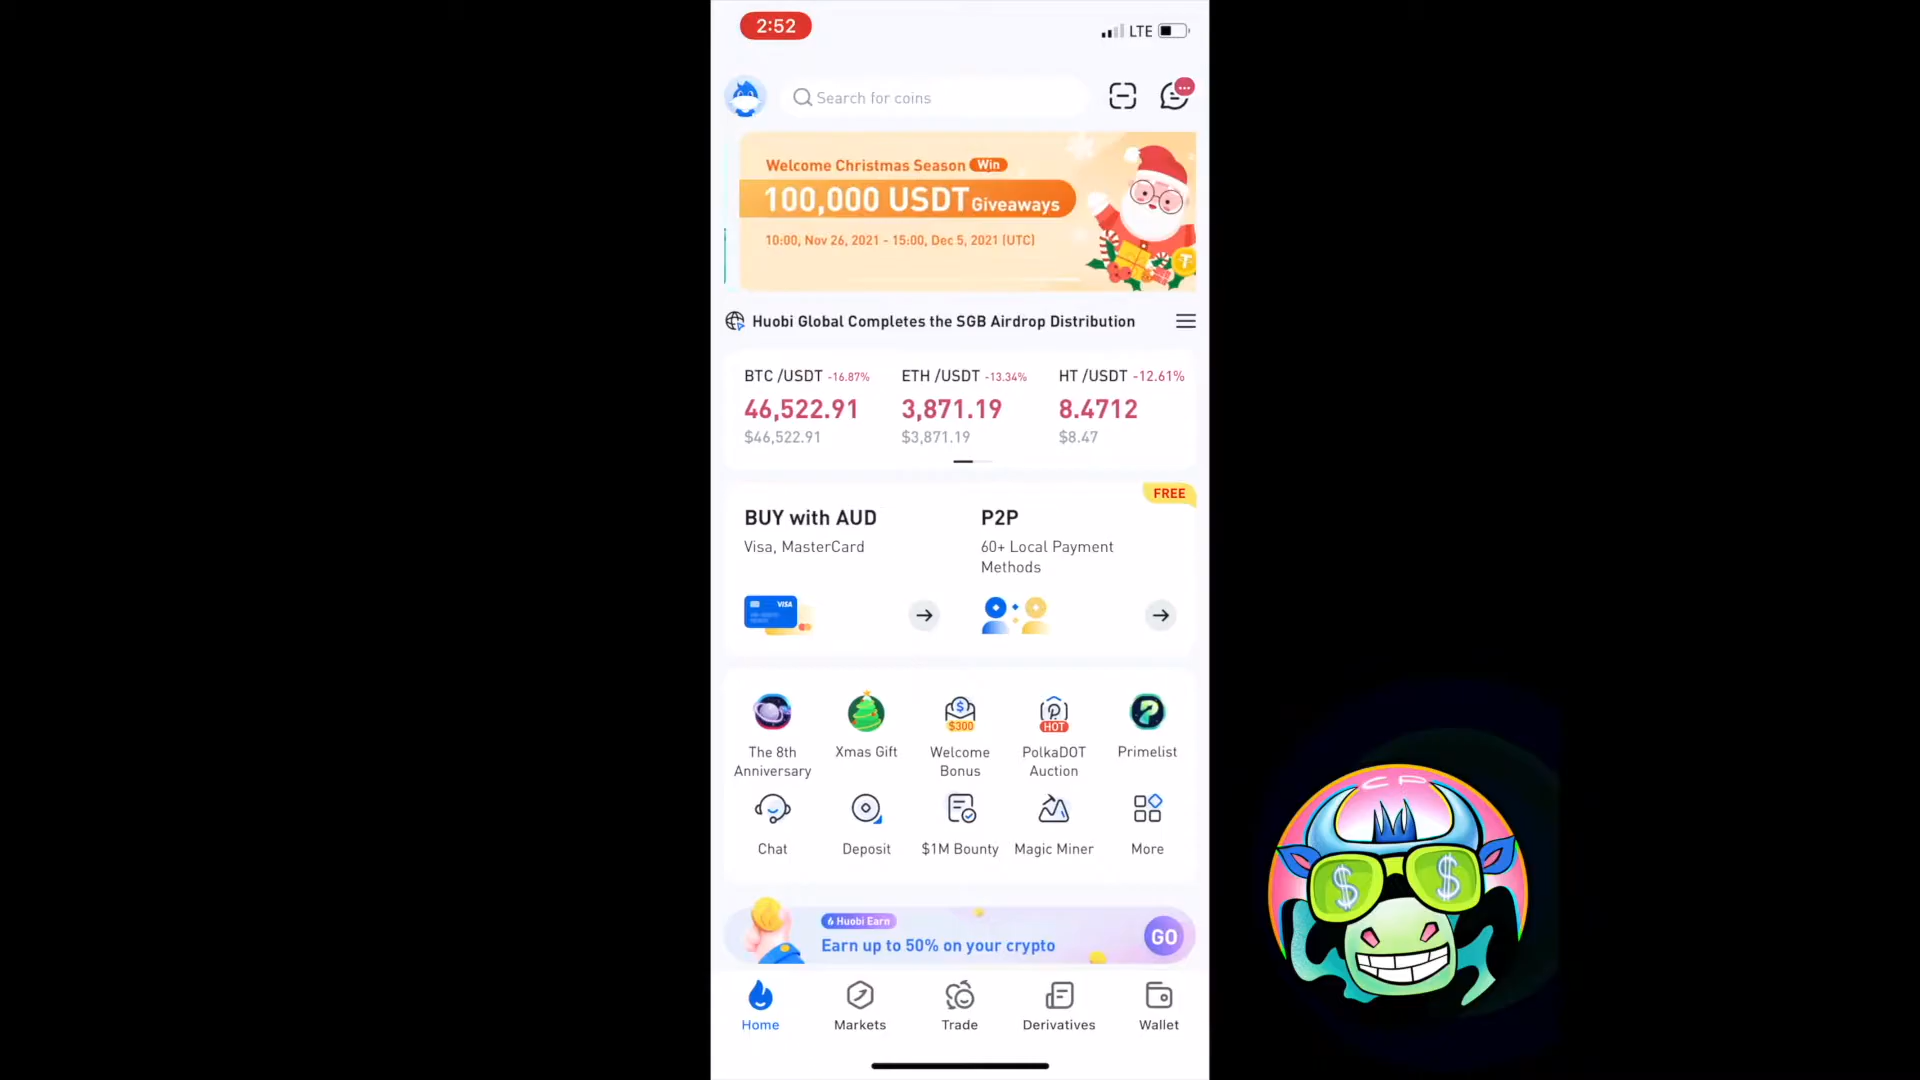 2:52
LTE
Search for coins
Welcome Christmas Season Win
100,000 USDT Giveaways
10:00, Nov 26, 2021 - 15:00, Dec 5, 2021 (UTC)
Huobi Global Completes the SGB Airdrop Distribution
BTC /USDT -16.87% ETH /USDT -13.34% HT /USDT -12.61%
46,522.91 3,871.19 8.4712
$46,522.91 $3,871.19 $8.47
FREE
BUY with AUD P2P
Visa, MasterCard 60+ Local Payment
Methods
VISA
$300 HOT
The 8th Xmas Gift Welcome PolkaDOT Primelist
Anniversary Bonus Auction
Chat Deposit $1M Bounty Magic Miner More
Huobi Earn
Earn up to 50% on your crypto GO
Home Markets Trade Derivatives Wallet
CP
$ $